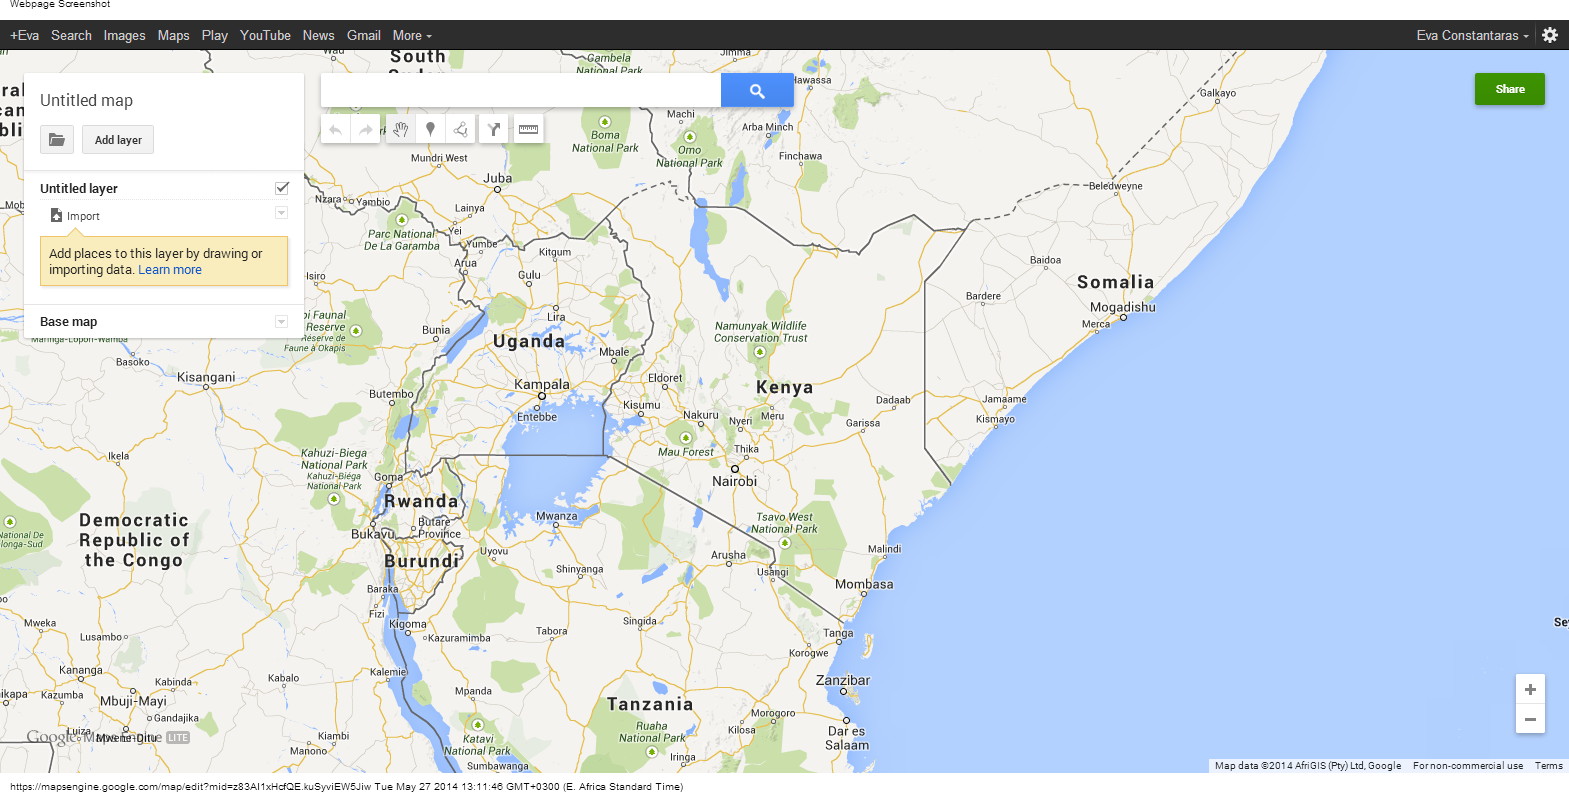 Webpage Screenshot
+Eva Search Images Maps Play YouTube News Gmail More
Eva Constantaras
Untitled map
Add layer
Untitled layer
Import
Add places to this layer by drawing or
importing data. Learn more
Base map
Share
South
Gambela
National Park
Jimma
Hawassa
Galkayo
Machi
Arba Minch
Boma
National Park
Omo
National Park
Finchawa
Mundri West
Juba
Beledweyne
Nzara
Yambio
Lainya
Yei
Parc National
De La Garamba
Yumbe
Kitgum
Arua
Gulu
Isiro
Baidoa
Somalia
Bardere
Mogadishu
Merca
Lira
Bunia
Réserve de
Faune à Okapis
Namunyak Wildlife
Conservation Trust
Uganda
Mbale
Basoko
Kisangani
Kampala
Eldoret
Kenya
Butembo
Entebbe
Kisumu
Nakuru
Nyeri
Meru
Dadaab
Garissa
Jamaame
Kismayo
Ikela
Kahuzi-Biega
National Park
Kahuzi-Biéga
National Park
Mau Forest
Thika
Nairobi
Goma
Rwanda
Mwanza
Tsavo West
National Park
Democratic
Republic of
the Congo
Butare
Province
Bukavu
Burundi
Uyovu
Arusha
Usangi
Malindi
Shinyanga
Mombasa
Baraka
Fizi
Kigoma
Kazuramimba
Tabora
Singida
Tanga
Korogwe
Mweka
Lusambo
Kananga
Kazumba
Kabinda
Kabalo
Kalemie
Mbuji-Mayi
Gandajika
Mpanda
Zanzibar
Tanzania
Morogoro
Kilosa
Dar es
Salaam
Luiza
Mwene-Ditu
Kiambi
Manono
Katavi
National Park
Ruaha
National Park
Iringa
Sumbawanga
Google Maps Engine LITE
Map data ©2014 AfriGIS (Pty) Ltd, Google For non-commercial use Terms
https://mapsengine.google.com/map/edit?mid=z83AI1xHcfQE.kuSyviEW5Jiw Tue May 27 2014 13:11:46 GMT+0300 (E. Africa Standard Time)